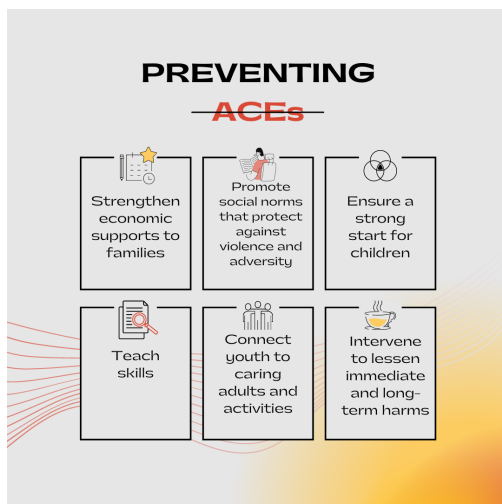 PREVENTING
ACEs
Strengthen
economic
supports to
families
Promote
social norms
that protect
against
violence and
adversity
Ensure a
strong
start for
children
Teach
skills
Connect
youth to
caring
adults and
activities
Intervene
to lessen
immediate
and long-
term harms